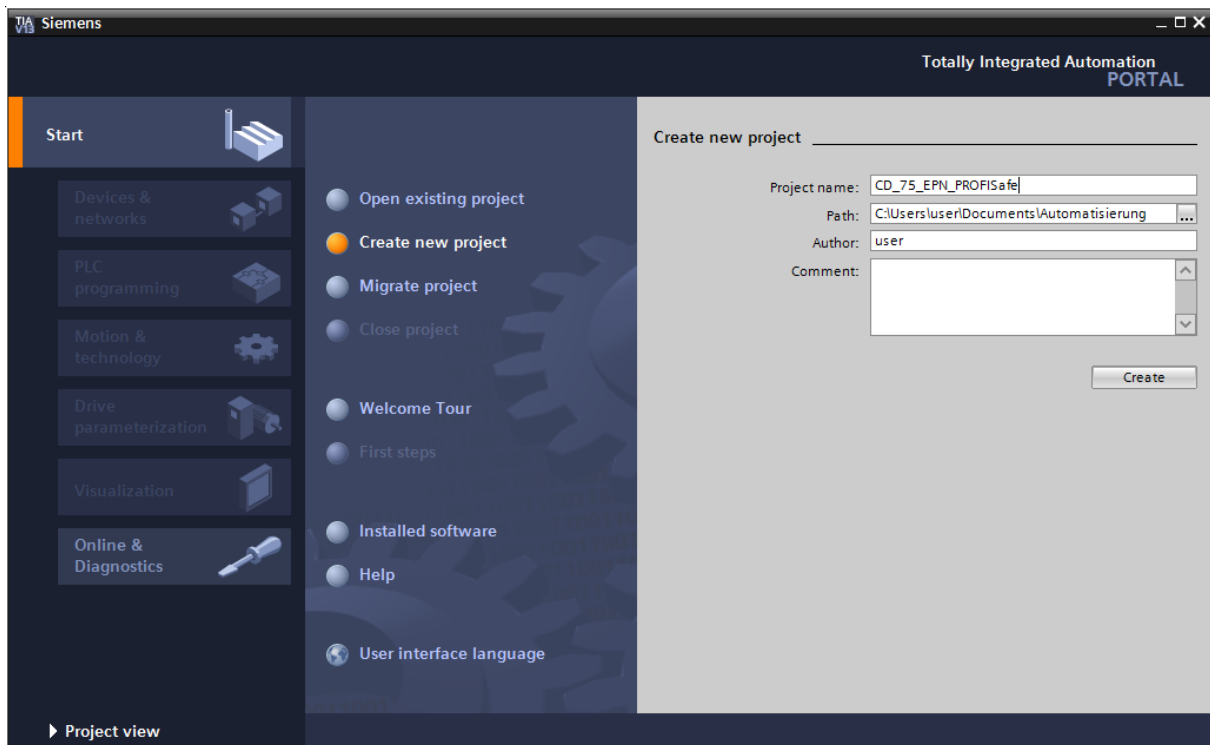 TIA
V13
Siemens
Totally Integrated Automation
PORTAL
Start
Devices &
networks
PLC
programming
Motion &
technology
Drive
parameterization
Visualization
Online &
Diagnostics
Project view
Open existing project
Create new project
Migrate project
Close project
Welcome Tour
First steps
Installed software
Help
User interface language
Create new project
Project name: CD_75_EPN_PROFISafe
Path: C:\Users\user\Documents\Automatisierung ...
Author: user
Comment:
Create